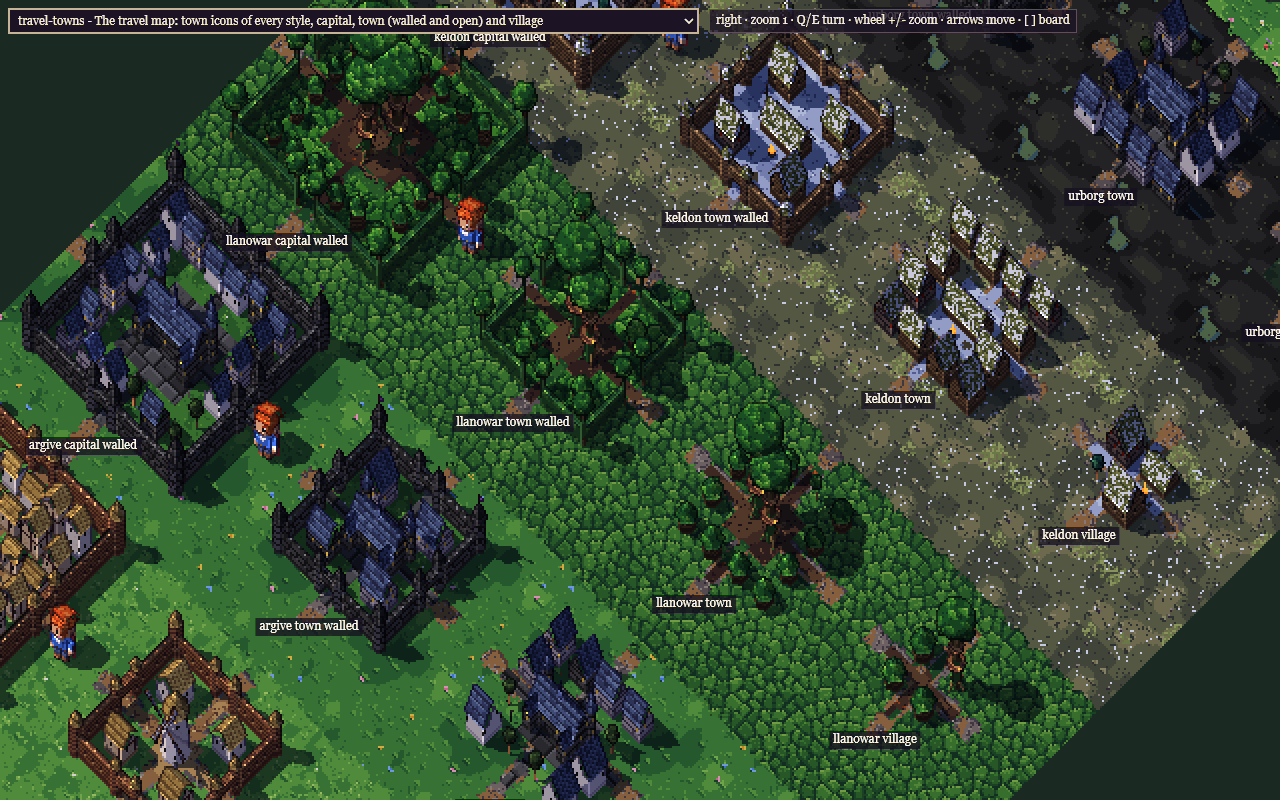 travel-towns - The travel map: town icons of every style, capital, town (walled and open) and village
right · zoom 1 · Q/E turn · wheel +/- zoom · arrows move · [ ] board
keldon capital walled
urborg town
keldon town walled
llanowar capital walled
urborg
keldon town
llanowar town walled
argive capital walled
keldon village
llanowar town
argive town walled
llanowar village